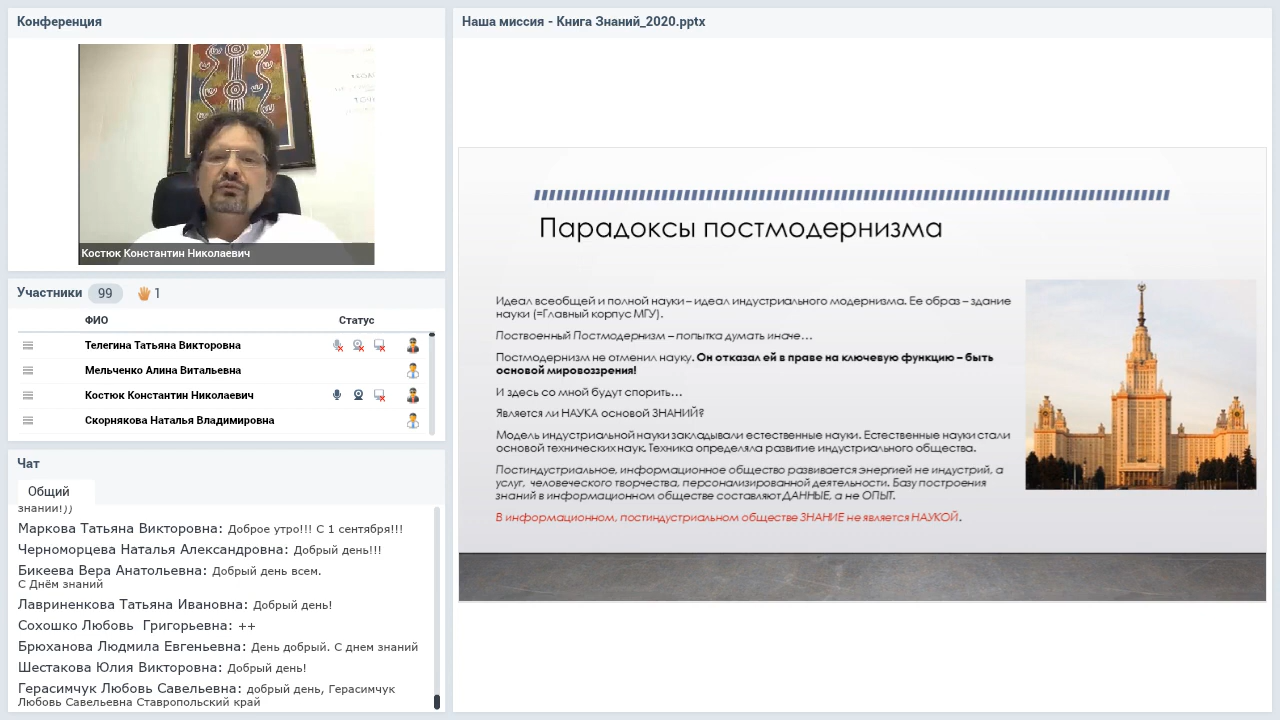 Конференция
Костюк Константин Николаевич
Участники 99 1
ФИО Статус
Телегина Татьяна Викторовна
Мельченко Алина Витальевна
Костюк Константин Николаевич
Скорнякова Наталья Владимировна
Чат
Общий
знаний!))
Маркова Татьяна Викторовна: Доброе утро!!! С 1 сентября!!!
Черноморцева Наталья Александровна: Добрый день!!!
Бикеева Вера Анатольевна: Добрый день всем.
С Днём знаний
Лавриненкова Татьяна Ивановна: Добрый день!
Сохошко Любовь  Григорьевна: ++
Брюханова Людмила Евгеньевна: День добрый. С днем знаний
Шестакова Юлия Викторовна: Добрый день!
Герасимчук Любовь Савельевна: добрый день, Герасимчук
Любовь Савельевна Ставропольский край
Наша миссия - Книга Знаний_2020.pptx
Парадоксы постмодернизма
Идеал всеобщей и полной науки – идеал индустриального модернизма. Ее образ – здание
науки (=Главный корпус МГУ).
Поствоенный Постмодернизм – попытка думать иначе…
Постмодернизм не отменил науку. Он отказал ей в праве на ключевую функцию – быть
основой мировоззрения!
И здесь со мной будут спорить…
Является ли НАУКА основой ЗНАНИЙ?
Модель индустриальной науки закладывали естественные науки. Естественные науки стали
основой технических наук. Техника определяла развитие индустриального общества.
Постиндустриальное, информационное общество развивается энергией не индустрий, а
услуг, человеческого творчества, персонализированной деятельности. Базу построения
знаний в информационном обществе составляют ДАННЫЕ, а не ОПЫТ.
В информационном, постиндустриальном обществе ЗНАНИЕ не является НАУКОЙ.